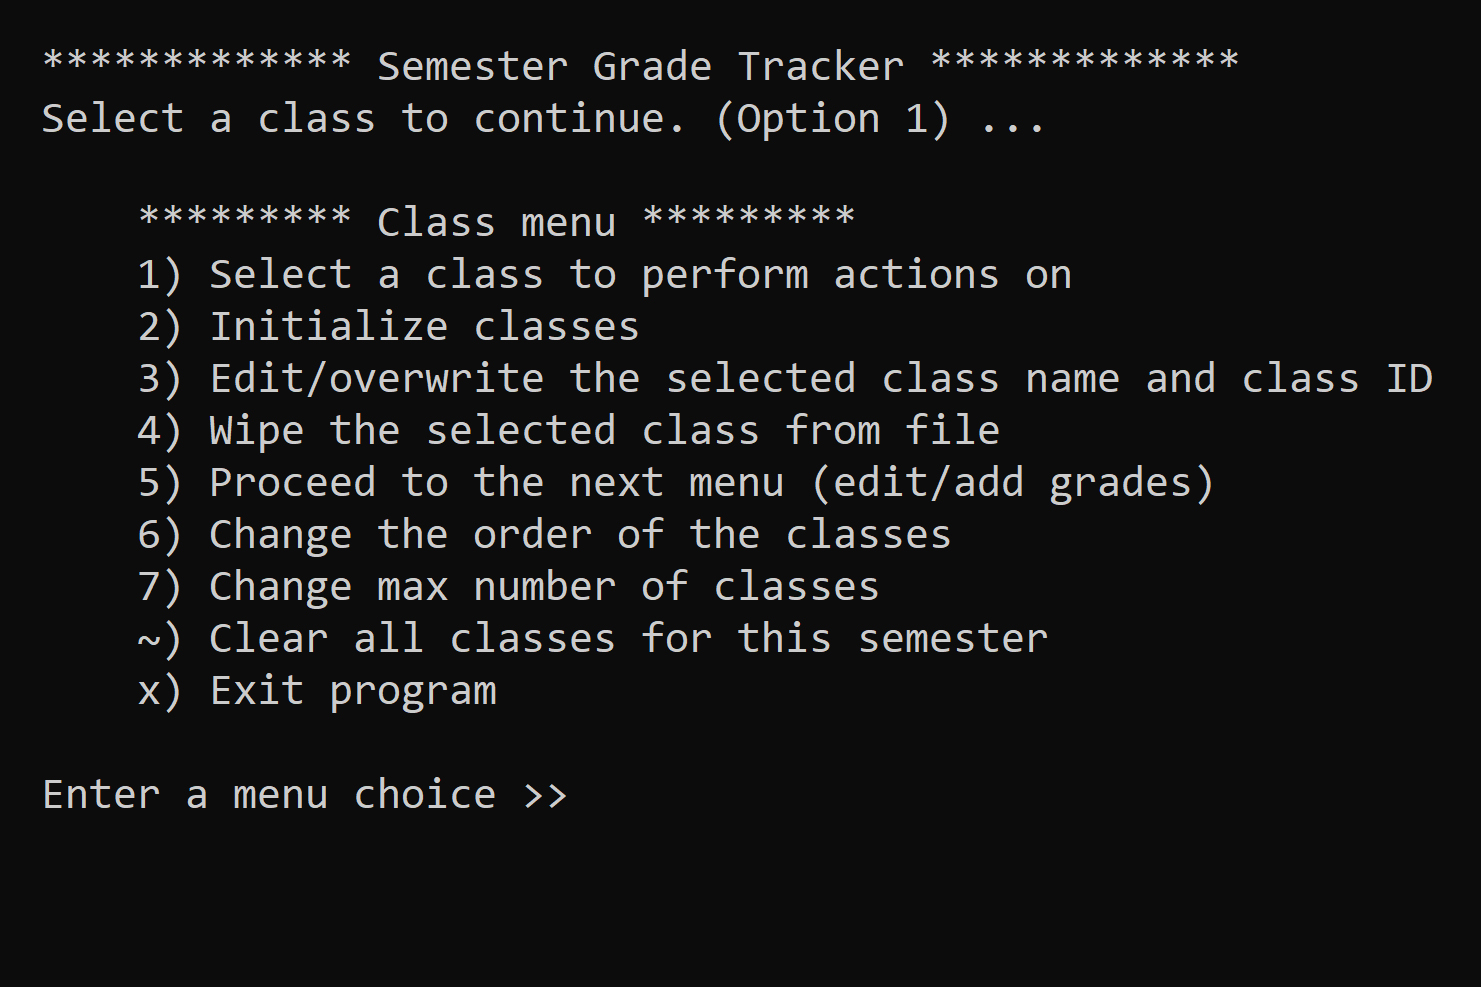 ************* Semester Grade Tracker *************
Select a class to continue. (Option 1) ...
********* Class menu *********
1) Select a class to perform actions on
2) Initialize classes
3) Edit/overwrite the selected class name and class ID
4) Wipe the selected class from file
5) Proceed to the next menu (edit/add grades)
6) Change the order of the classes
7) Change max number of classes
~) Clear all classes for this semester
x) Exit program
Enter a menu choice >>